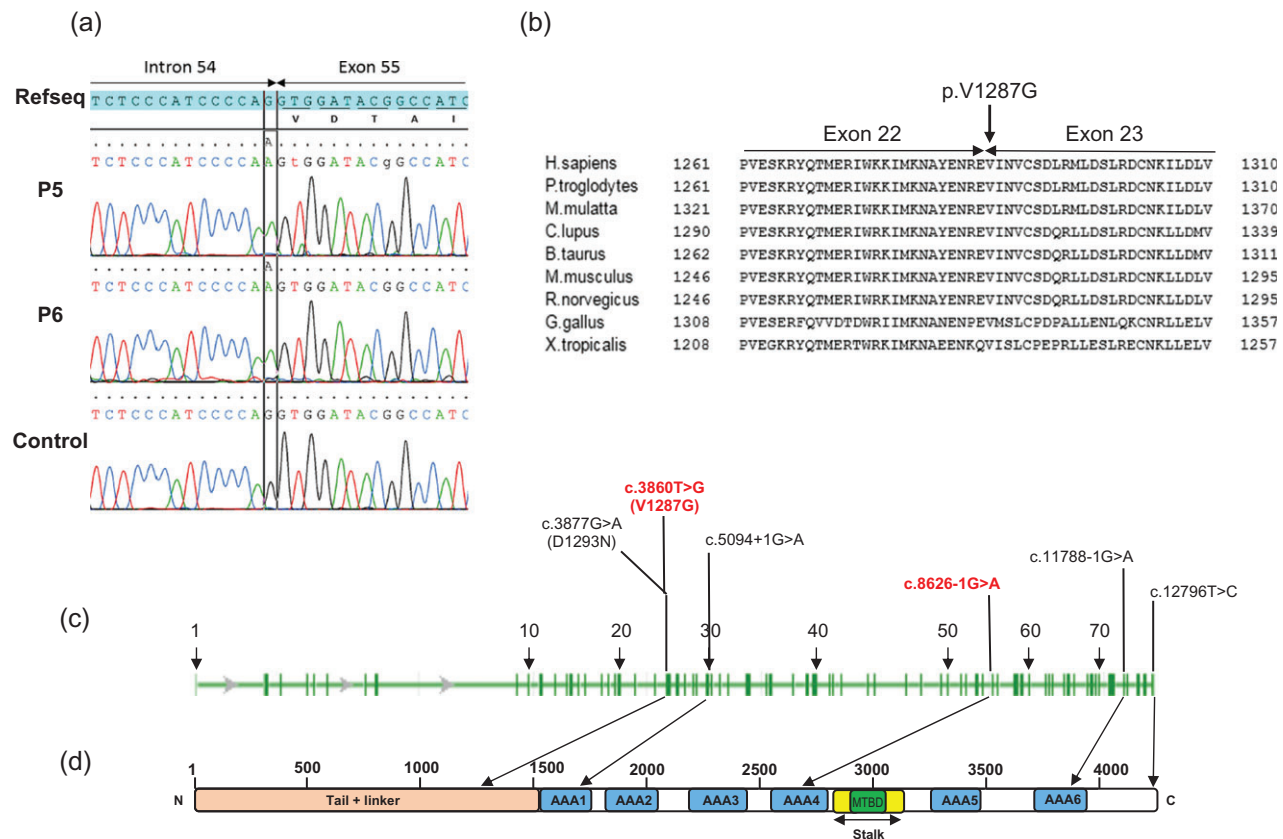 (a)
Intron 54 Exon 55
Refseq TCTCCCATCCCCAGGTGGATACGGCCATC
V D T A I
A
TCTCCCATCCCCAAGtGGATACgGCCATC
P5
A
TCTCCCATCCCCAAGTGGATACGGCCATC
P6
TCTCCCATCCCCAGGTGGATACGGCCATC
Control
(b)
p.V1287G
Exon 22 Exon 23
H.sapiens 1261 PVESKRYQTMERIWKKIMKNAYENREVINVCSDLRMLDSLRDCNKILDLV 1310
P.troglodytes 1261 PVESKRYQTMERIWKKIMKNAYENREVINVCSDLRMLDSLRDCNKILDLV 1310
M.mulatta 1321 PVESKRYQTMERIWKKIMKNAYENREVINVCSDLRMLDSLRDCNKILDLV 1370
C.lupus 1290 PVESKRYQTMERIWRKIMKNAYENREVINVCSDQRLLDSLRDCNKLLDMV 1339
B.taurus 1262 PVESKRYQTMERIWRKIMKNAYENREVINVCSDQRLLDSLRDCNKLLDMV 1311
M.musculus 1246 PVESKRYQTMERIWRKIMKNAYENREVINVCSDQRLLDSLRDCNKLLDLV 1295
R.norvegicus 1246 PVESKRYQTMERIWRKIMKNAYENREVINVCSDQRLLDSLRDCNKLLDLV 1295
G.gallus 1308 PVESERFQVVDTDWRIIMKNANENPEVMSLCPDPALLENLQKCNRLLELV 1357
X.tropicalis 1208 PVEGKRYQTMERTWRKIMKNAEENKQVISLCPEPRLLESLRECNKLLELV 1257
c.3860T>G
(V1287G)
c.3877G>A
(D1293N)
c.5094+1G>A
c.8626-1G>A
c.11788-1G>A
c.12796T>C
(c)
1 10 20 30 40 50 60 70
(d)
1 500 1000 1500 2000 2500 3000 3500 4000
N Tail + linker AAA1 AAA2 AAA3 AAA4 MTBD AAA5 AAA6 C
Stalk